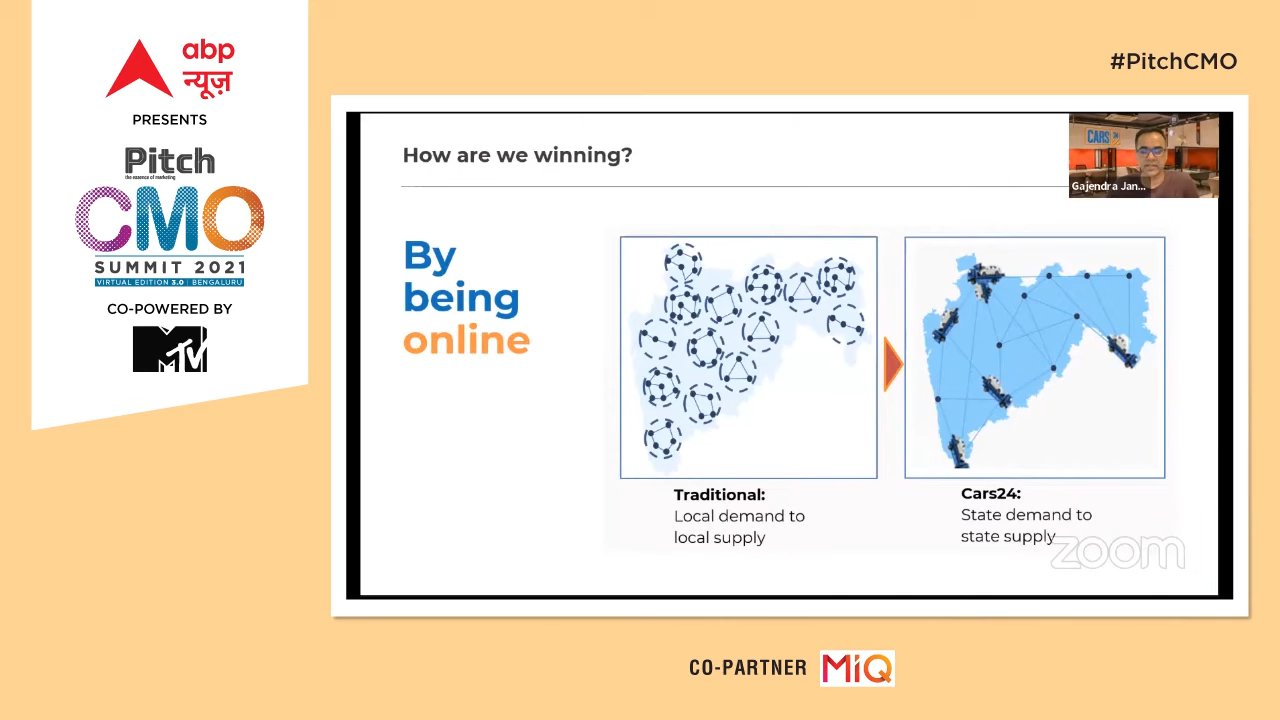 abp
न्यूज़
PRESENTS
Pitch
the essence of marketing
CMO
SUMMIT 2021
VIRTUAL EDITION 3.0 | BENGALURU
CO-POWERED BY
MTV
#PitchCMO
How are we winning?
CARS24
Gajendra Jan...
By
being
online
Traditional:
Local demand to
local supply
Cars24:
State demand to
state supply
zoom
CO-PARTNER
MiQ